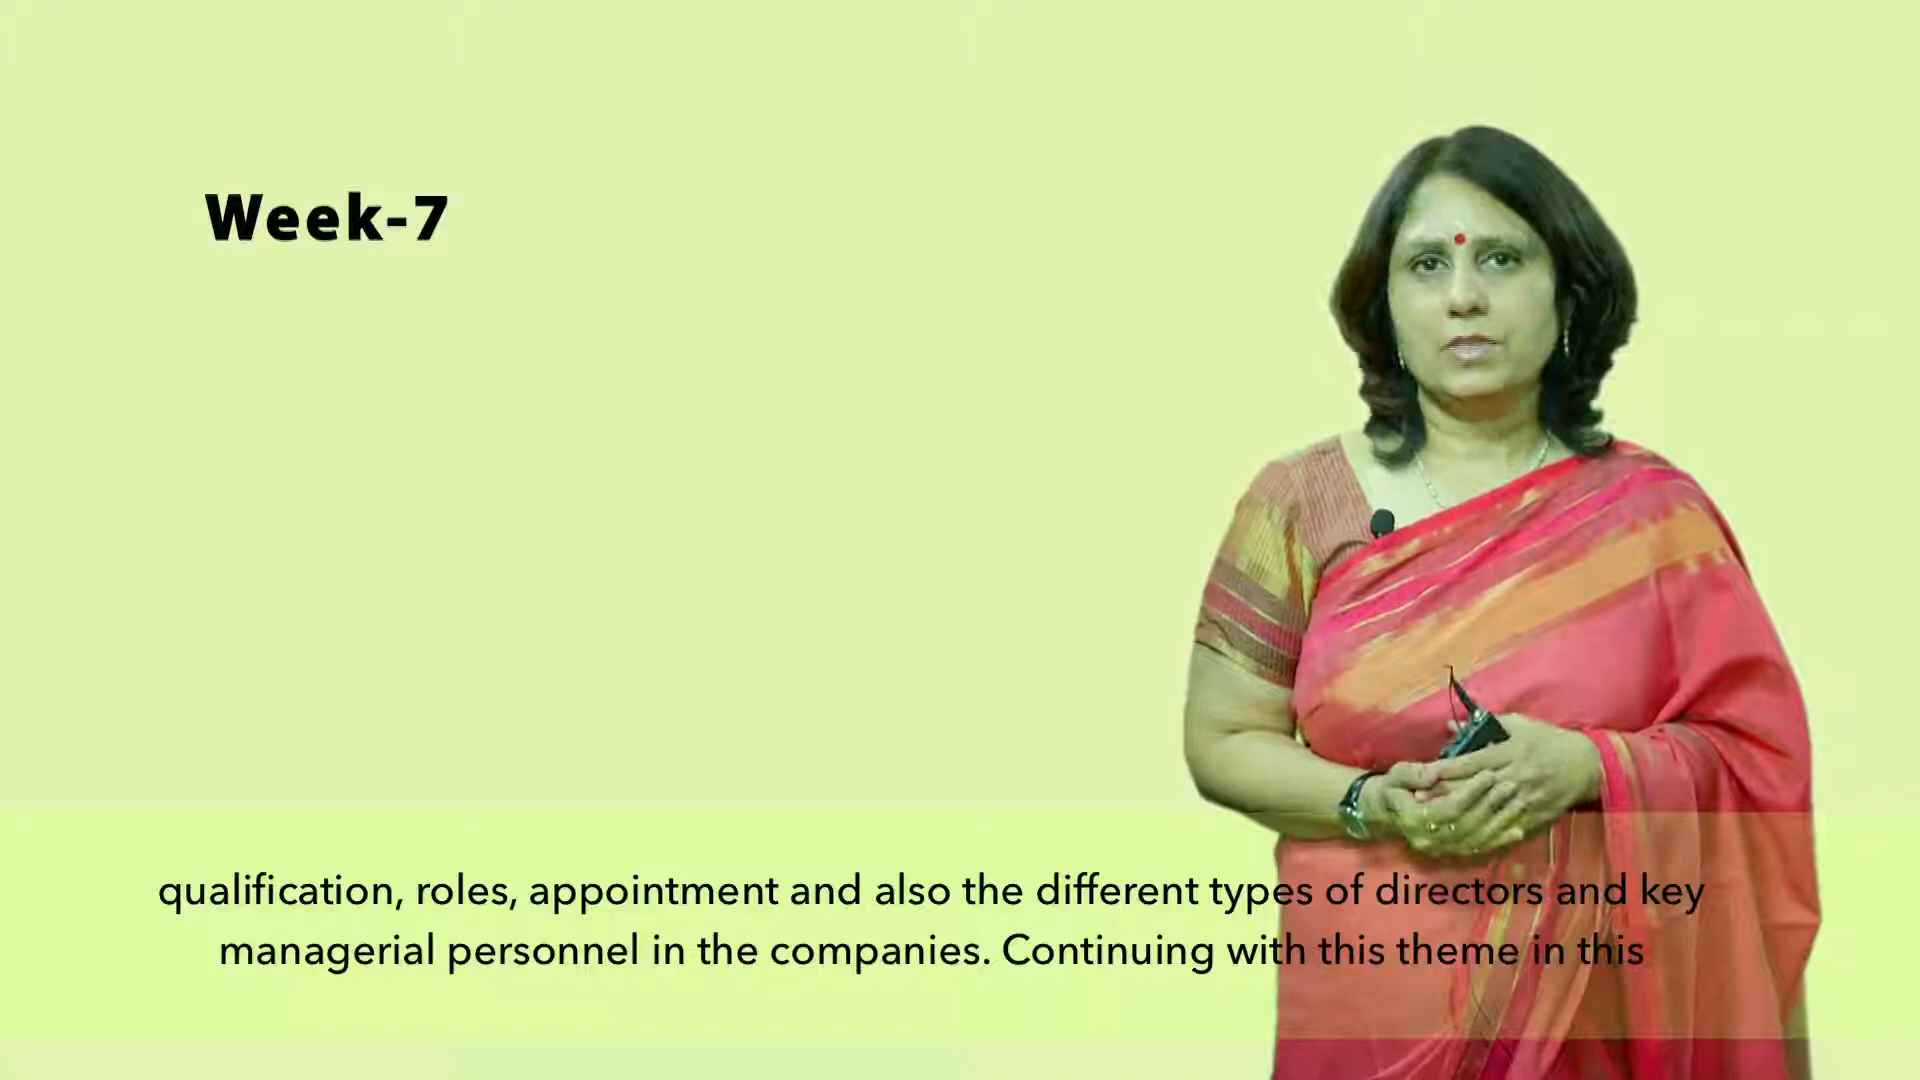 Week-7
qualification, roles, appointment and also the different types of directors and key
managerial personnel in the companies. Continuing with this theme in this